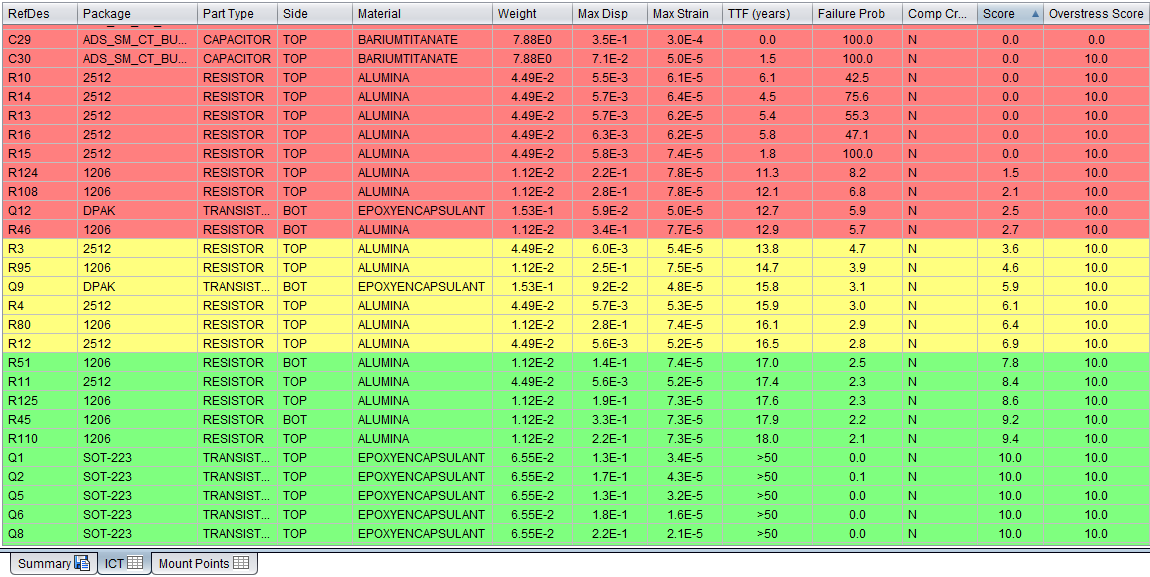 RefDes Package Part Type Side Material Weight Max Disp Max Strain TTF (years) Failure Prob Comp Cr... Score Overstress Score
C29 ADS_SM_CT_BU... CAPACITOR TOP BARIUMTITANATE 7.88E0 3.5E-1 3.0E-4 0.0 100.0 N 0.0 0.0
C30 ADS_SM_CT_BU... CAPACITOR TOP BARIUMTITANATE 7.88E0 7.1E-2 5.0E-5 1.5 100.0 N 0.0 10.0
R10 2512 RESISTOR TOP ALUMINA 4.49E-2 5.5E-3 6.1E-5 6.1 42.5 N 0.0 10.0
R14 2512 RESISTOR TOP ALUMINA 4.49E-2 5.7E-3 6.4E-5 4.5 75.6 N 0.0 10.0
R13 2512 RESISTOR TOP ALUMINA 4.49E-2 5.7E-3 6.2E-5 5.4 55.3 N 0.0 10.0
R16 2512 RESISTOR TOP ALUMINA 4.49E-2 6.3E-3 6.2E-5 5.8 47.1 N 0.0 10.0
R15 2512 RESISTOR TOP ALUMINA 4.49E-2 5.8E-3 7.4E-5 1.8 100.0 N 0.0 10.0
R124 1206 RESISTOR TOP ALUMINA 1.12E-2 2.2E-1 7.8E-5 11.3 8.2 N 1.5 10.0
R108 1206 RESISTOR TOP ALUMINA 1.12E-2 2.8E-1 7.8E-5 12.1 6.8 N 2.1 10.0
Q12 DPAK TRANSIST... BOT EPOXYENCAPSULANT 1.53E-1 5.9E-2 5.0E-5 12.7 5.9 N 2.5 10.0
R46 1206 RESISTOR BOT ALUMINA 1.12E-2 3.4E-1 7.7E-5 12.9 5.7 N 2.7 10.0
R3 2512 RESISTOR TOP ALUMINA 4.49E-2 6.0E-3 5.4E-5 13.8 4.7 N 3.6 10.0
R95 1206 RESISTOR TOP ALUMINA 1.12E-2 2.5E-1 7.5E-5 14.7 3.9 N 4.6 10.0
Q9 DPAK TRANSIST... BOT EPOXYENCAPSULANT 1.53E-1 9.2E-2 4.8E-5 15.8 3.1 N 5.9 10.0
R4 2512 RESISTOR TOP ALUMINA 4.49E-2 5.7E-3 5.3E-5 15.9 3.0 N 6.1 10.0
R80 1206 RESISTOR TOP ALUMINA 1.12E-2 2.8E-1 7.4E-5 16.1 2.9 N 6.4 10.0
R12 2512 RESISTOR TOP ALUMINA 4.49E-2 5.6E-3 5.2E-5 16.5 2.8 N 6.9 10.0
R51 1206 RESISTOR BOT ALUMINA 1.12E-2 1.4E-1 7.4E-5 17.0 2.5 N 7.8 10.0
R11 2512 RESISTOR TOP ALUMINA 4.49E-2 5.6E-3 5.2E-5 17.4 2.3 N 8.4 10.0
R125 1206 RESISTOR TOP ALUMINA 1.12E-2 1.9E-1 7.3E-5 17.6 2.3 N 8.6 10.0
R45 1206 RESISTOR BOT ALUMINA 1.12E-2 3.3E-1 7.3E-5 17.9 2.2 N 9.2 10.0
R110 1206 RESISTOR TOP ALUMINA 1.12E-2 2.2E-1 7.3E-5 18.0 2.1 N 9.4 10.0
Q1 SOT-223 TRANSIST... TOP EPOXYENCAPSULANT 6.55E-2 1.3E-1 3.4E-5 >50 0.0 N 10.0 10.0
Q2 SOT-223 TRANSIST... TOP EPOXYENCAPSULANT 6.55E-2 1.7E-1 4.3E-5 >50 0.1 N 10.0 10.0
Q5 SOT-223 TRANSIST... TOP EPOXYENCAPSULANT 6.55E-2 1.3E-1 3.2E-5 >50 0.0 N 10.0 10.0
Q6 SOT-223 TRANSIST... TOP EPOXYENCAPSULANT 6.55E-2 1.8E-1 1.6E-5 >50 0.0 N 10.0 10.0
Q8 SOT-223 TRANSIST... TOP EPOXYENCAPSULANT 6.55E-2 2.2E-1 2.1E-5 >50 0.0 N 10.0 10.0
Summary ICT Mount Points